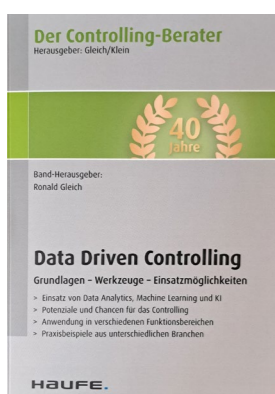 Der Controlling-Berater
Herausgeber: Gleich/Klein
40
Jahre
Band-Herausgeber:
Ronald Gleich
Data Driven Controlling
Grundlagen – Werkzeuge – Einsatzmöglichkeiten
> Einsatz von Data Analytics, Machine Learning und KI
> Potenziale und Chancen für das Controlling
> Anwendung in verschiedenen Funktionsbereichen
> Praxisbeispiele aus unterschiedlichen Branchen
HAUFE.